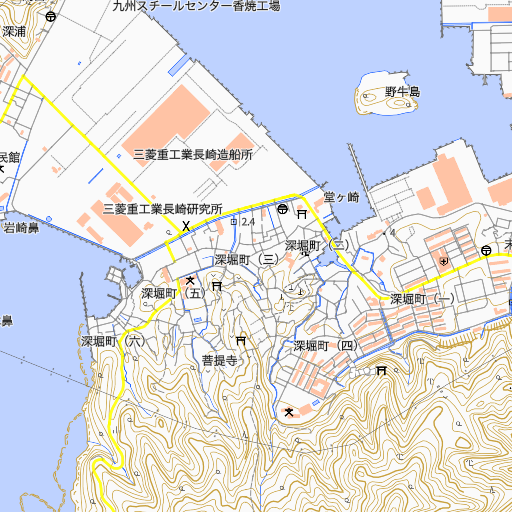 九州スチールセンター香焼工場
深浦
野牛島
三菱重工業長崎造船所
民館
三菱重工業長崎研究所
堂ヶ崎
岩崎鼻
2.4
4
深堀町(二)
深堀町(三)
末
深堀町(五)
深堀町(一)
鼻
深堀町(六)
深堀町(四)
菩提寺